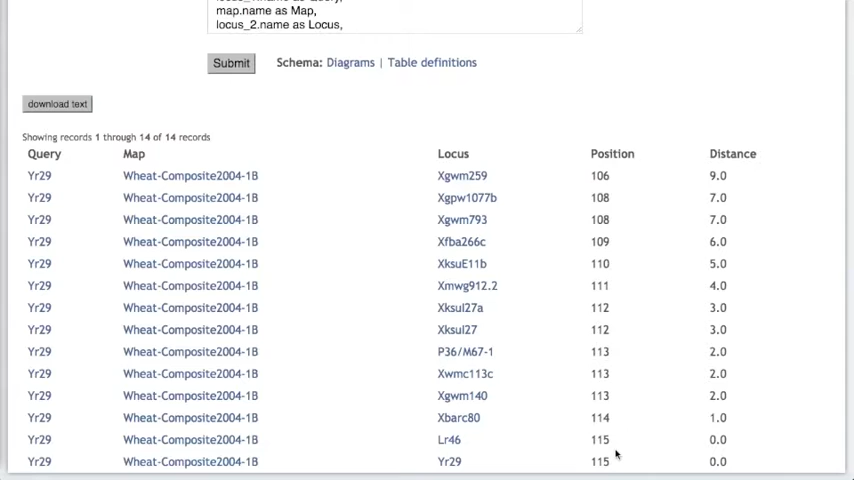 map.name as Map,
locus_2.name as Locus,
Submit Schema: Diagrams | Table definitions
download text
Showing records 1 through 14 of 14 records
Query Map Locus Position Distance
Yr29 Wheat-Composite2004-1B Xgwm259 106 9.0
Yr29 Wheat-Composite2004-1B Xgpw1077b 108 7.0
Yr29 Wheat-Composite2004-1B Xgwm793 108 7.0
Yr29 Wheat-Composite2004-1B Xfba266c 109 6.0
Yr29 Wheat-Composite2004-1B XksuE11b 110 5.0
Yr29 Wheat-Composite2004-1B Xmwg912.2 111 4.0
Yr29 Wheat-Composite2004-1B XksuI27a 112 3.0
Yr29 Wheat-Composite2004-1B XksuI27 112 3.0
Yr29 Wheat-Composite2004-1B P36/M67-1 113 2.0
Yr29 Wheat-Composite2004-1B Xwmc113c 113 2.0
Yr29 Wheat-Composite2004-1B Xgwm140 113 2.0
Yr29 Wheat-Composite2004-1B Xbarc80 114 1.0
Yr29 Wheat-Composite2004-1B Lr46 115 0.0
Yr29 Wheat-Composite2004-1B Yr29 115 0.0